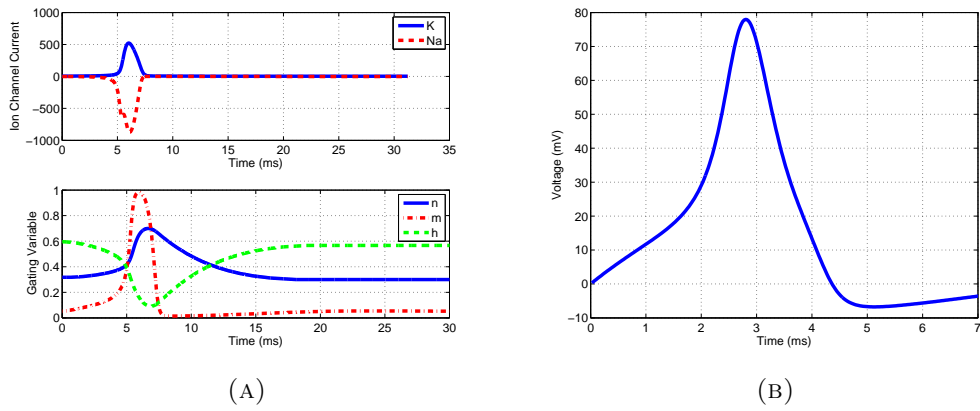 1000
500
0
−500
−1000
Ion Channel Current
K
Na
0 5 10 15 20 25 30 35
Time (ms)
1
0.8
0.6
0.4
0.2
0
Gating Variable
n
m
h
0 5 10 15 20 25 30
Time (ms)
(A)
80
70
60
50
40
30
20
10
0
−10
Voltage (mV)
0 1 2 3 4 5 6 7
Time (ms)
(B)